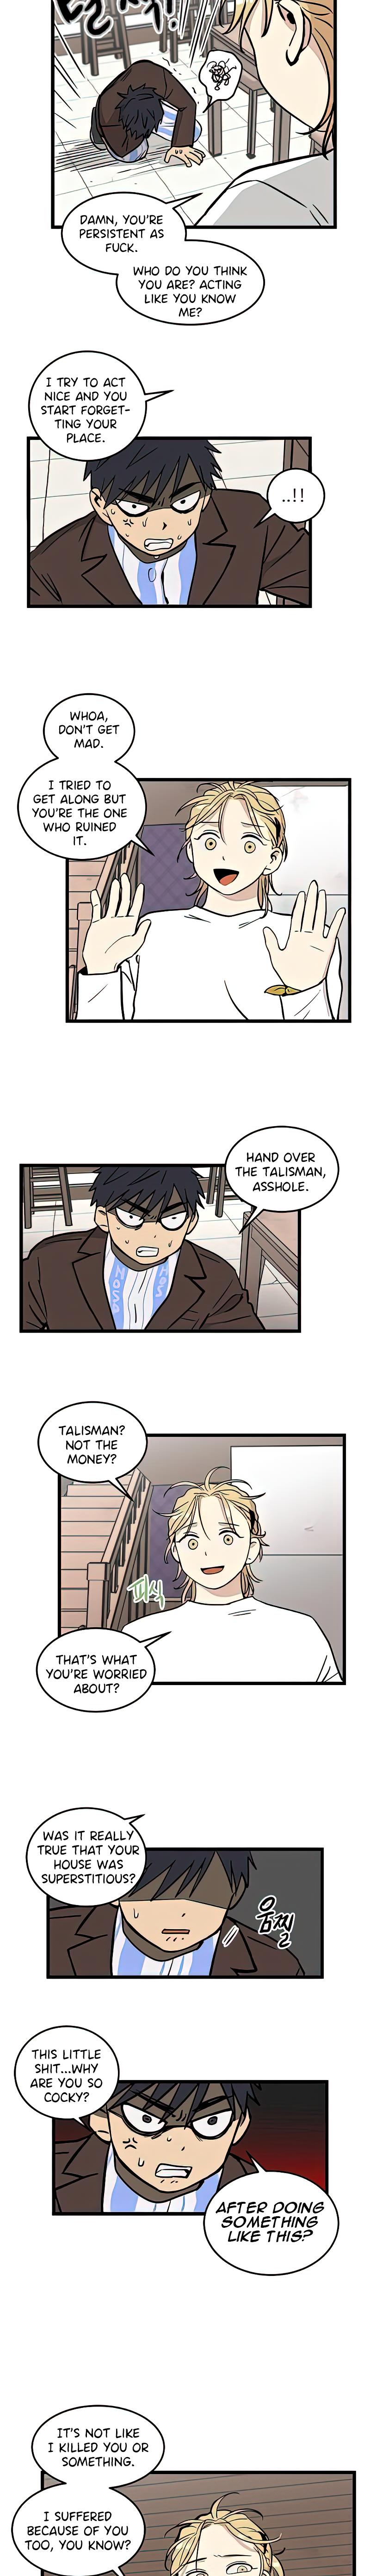 DAMN, YOU'RE
PERSISTENT AS
FUCK.
WHO DO YOU THINK
YOU ARE? ACTING
LIKE YOU KNOW
ME?
I TRY TO ACT
NICE AND YOU
START FORGET-
TING YOUR
PLACE.
..!!
WHOA,
DON'T GET
MAD.
I TRIED TO
GET ALONG BUT
YOU'RE THE ONE
WHO RUINED
IT.
HAND OVER
THE TALISMAN,
ASSHOLE.
TALISMAN?
NOT THE
MONEY?
피식
THAT'S WHAT
YOU'RE WORRIED
ABOUT?
WAS IT REALLY
TRUE THAT YOUR
HOUSE WAS
SUPERSTITIOUS?
움찔
THIS LITTLE
SHIT...WHY
ARE YOU SO
COCKY?
AFTER DOING
SOMETHING
LIKE THIS?
IT'S NOT LIKE
I KILLED YOU OR
SOMETHING.
I SUFFERED
BECAUSE OF YOU
TOO, YOU KNOW?